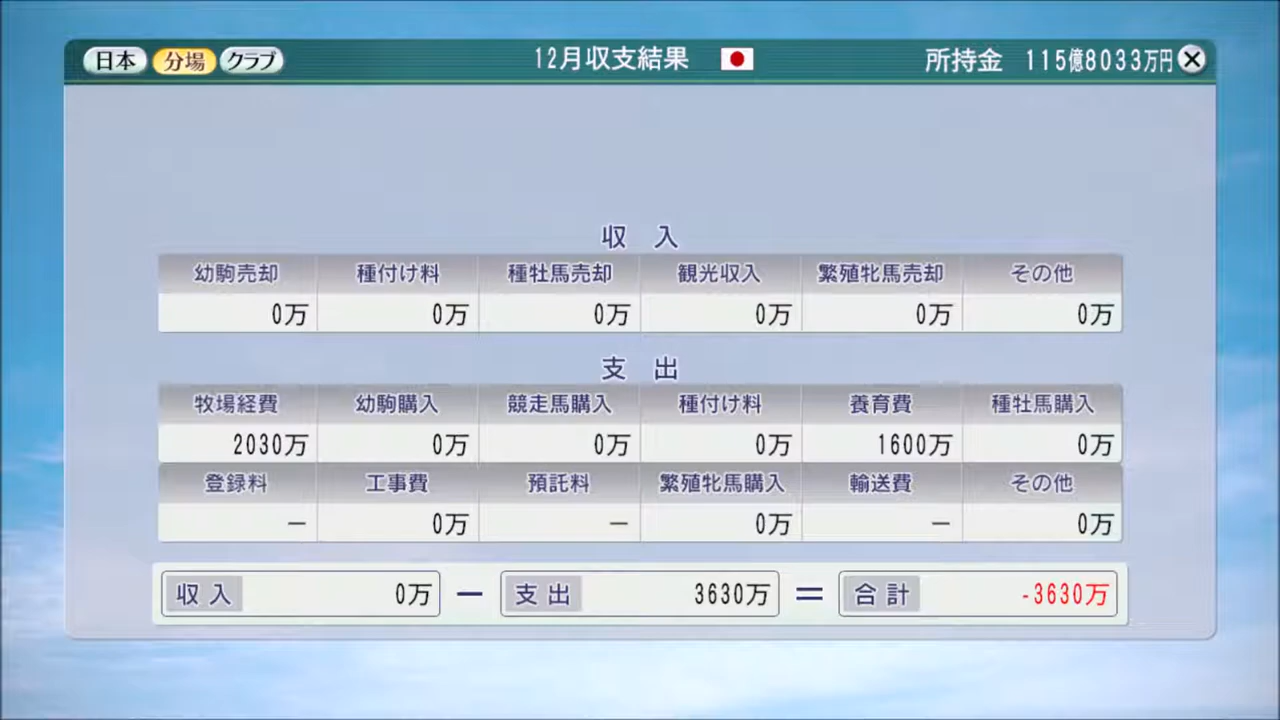 日本 分場 クラブ 12月収支結果 所持金 115億8033万円
収 入
幼駒売却 種付け料 種牡馬売却 観光収入 繁殖牝馬売却 その他
0万 0万 0万 0万 0万 0万
支 出
牧場経費 幼駒購入 競走馬購入 種付け料 養育費 種牡馬購入
2030万 0万 0万 0万 1600万 0万
登録料 工事費 預託料 繁殖牝馬購入 輸送費 その他
— 0万 — 0万 — 0万
収 入 0万 — 支 出 3630万 = 合 計 -3630万